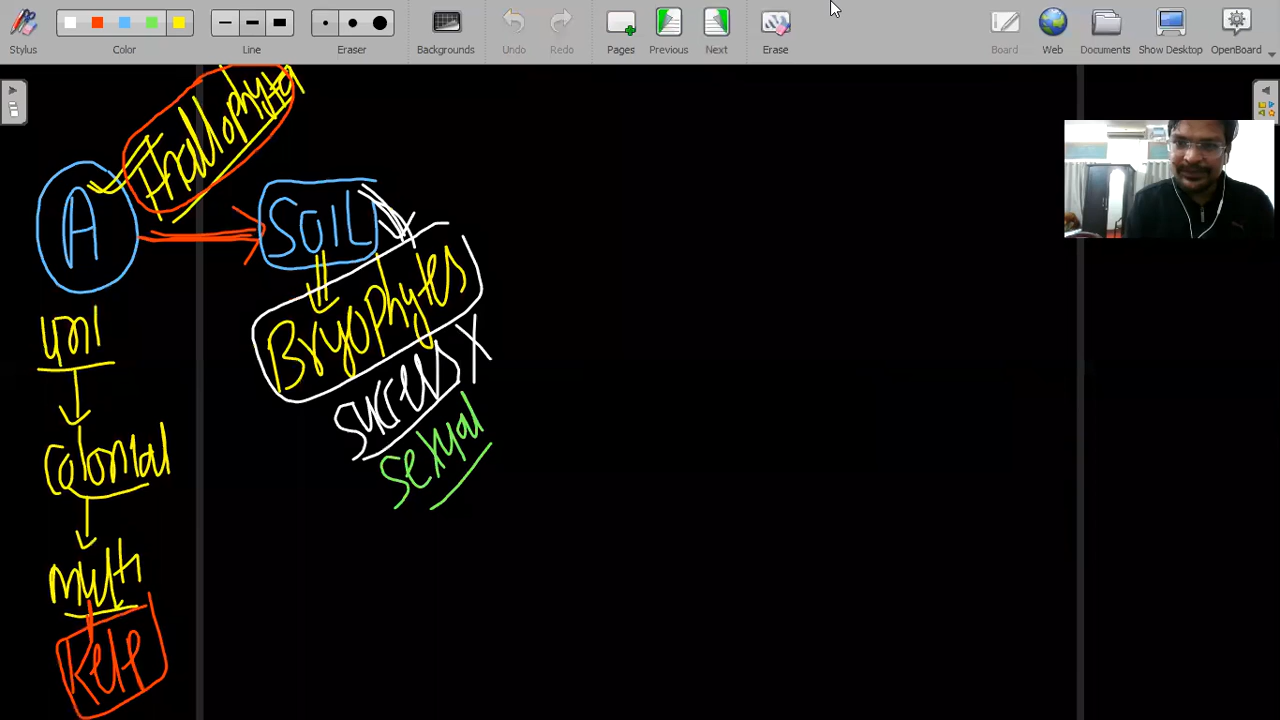 Stylus
Color
Line
Eraser
Backgrounds
Undo
Redo
Pages
Previous
Next
Erase
Board
Web
Documents
Show Desktop
OpenBoard
Thallophyta
A
SOIL
Bryophytes
success X
sexual
uni
colonial
multi
Kelp